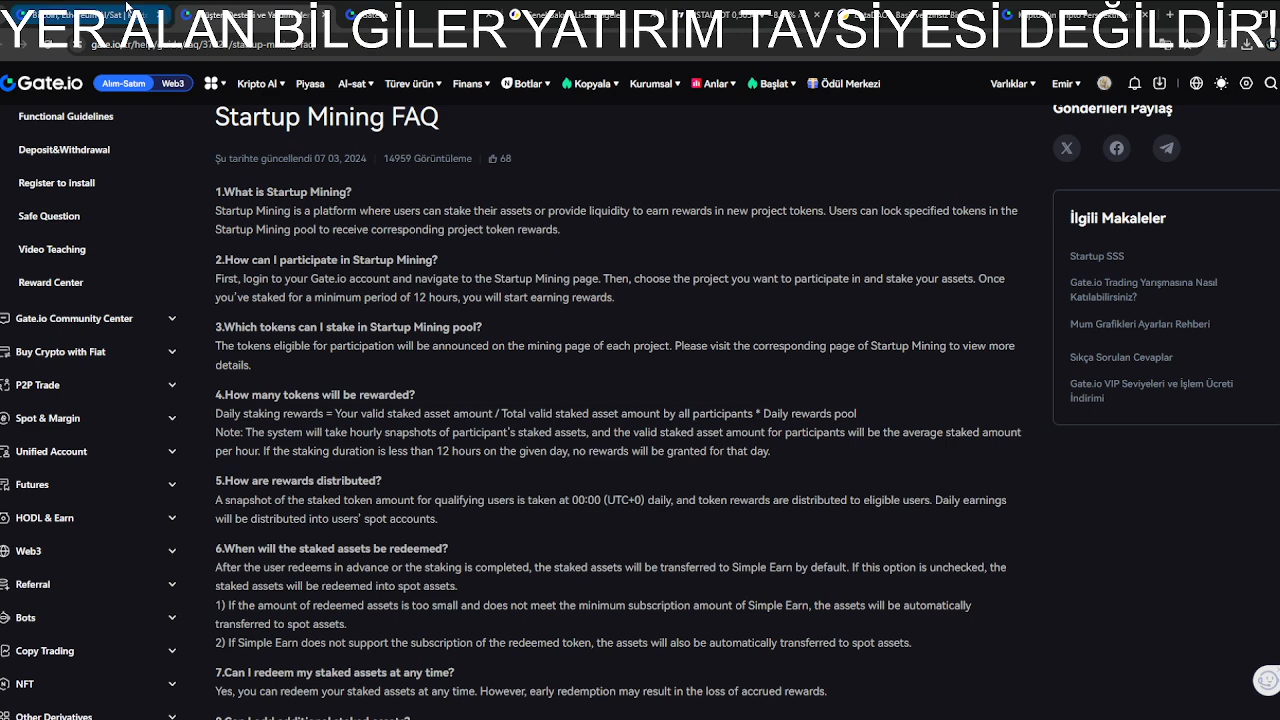 YER ALAN BİLGİLER YATIRIM TAVSİYESİ DEĞİLDİR!
Gate.io Alım-Satım Web3 Kripto Al Piyasa Al-sat Türev ürün Finans Botlar Kopyala Kurumsal Anlar Başlat Ödül Merkezi Varlıklar Emir
Functional Guidelines
Deposit&Withdrawal
Register to Install
Safe Question
Video Teaching
Reward Center
Gate.io Community Center
Buy Crypto with Fiat
P2P Trade
Spot & Margin
Unified Account
Futures
HODL & Earn
Web3
Referral
Bots
Copy Trading
NFT
Other Derivatives
Startup Mining FAQ
Şu tarihte güncellendi 07 03, 2024 14959 Görüntüleme 68
1.What is Startup Mining?
Startup Mining is a platform where users can stake their assets or provide liquidity to earn rewards in new project tokens. Users can lock specified tokens in the
Startup Mining pool to receive corresponding project token rewards.
2.How can I participate in Startup Mining?
First, login to your Gate.io account and navigate to the Startup Mining page. Then, choose the project you want to participate in and stake your assets. Once
you've staked for a minimum period of 12 hours, you will start earning rewards.
3.Which tokens can I stake in Startup Mining pool?
The tokens eligible for participation will be announced on the mining page of each project. Please visit the corresponding page of Startup Mining to view more
details.
4.How many tokens will be rewarded?
Daily staking rewards = Your valid staked asset amount / Total valid staked asset amount by all participants * Daily rewards pool
Note: The system will take hourly snapshots of participant's staked assets, and the valid staked asset amount for participants will be the average staked amount
per hour. If the staking duration is less than 12 hours on the given day, no rewards will be granted for that day.
5.How are rewards distributed?
A snapshot of the staked token amount for qualifying users is taken at 00:00 (UTC+0) daily, and token rewards are distributed to eligible users. Daily earnings
will be distributed into users' spot accounts.
6.When will the staked assets be redeemed?
After the user redeems in advance or the staking is completed, the staked assets will be transferred to Simple Earn by default. If this option is unchecked, the
staked assets will be redeemed into spot assets.
1) If the amount of redeemed assets is too small and does not meet the minimum subscription amount of Simple Earn, the assets will be automatically
transferred to spot assets.
2) If Simple Earn does not support the subscription of the redeemed token, the assets will also be automatically transferred to spot assets.
7.Can I redeem my staked assets at any time?
Yes, you can redeem your staked assets at any time. However, early redemption may result in the loss of accrued rewards.
8.Can I add additional staked assets?
Gönderileri Paylaş
İlgili Makaleler
Startup SSS
Gate.io Trading Yarışmasına Nasıl
Katılabilirsiniz?
Mum Grafikleri Ayarları Rehberi
Sıkça Sorulan Cevaplar
Gate.io VIP Seviyeleri ve İşlem Ücreti
İndirimi